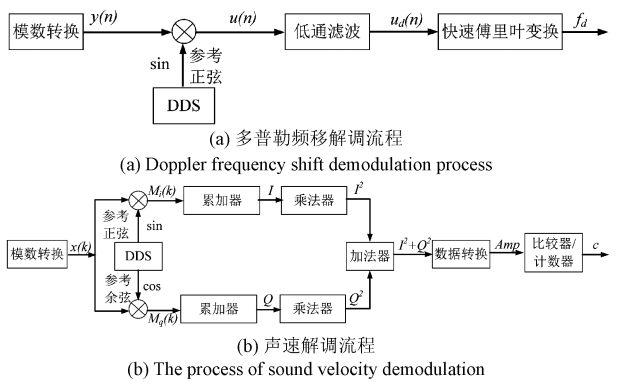 模数转换 y(n) u(n) 低通滤波 u_d(n) 快速傅里叶变换 f_d
sin 参考
正弦
DDS
(a) 多普勒频移解调流程
(a) Doppler frequency shift demodulation process
M_i(k) 累加器 I 乘法器 I²
参考
正弦 sin
模数转换 x(k) DDS 加法器 I²+Q² 数据转换 Amp 比较器/
计数器 c
参考
余弦 cos
M_q(k) 累加器 Q 乘法器 Q²
(b) 声速解调流程
(b) The process of sound velocity demodulation